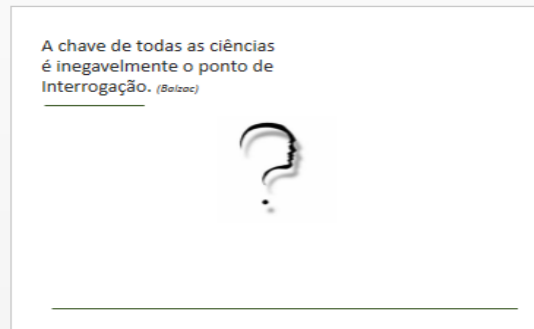 A chave de todas as ciências
é inegavelmente o ponto de
Interrogação. (Balzac)